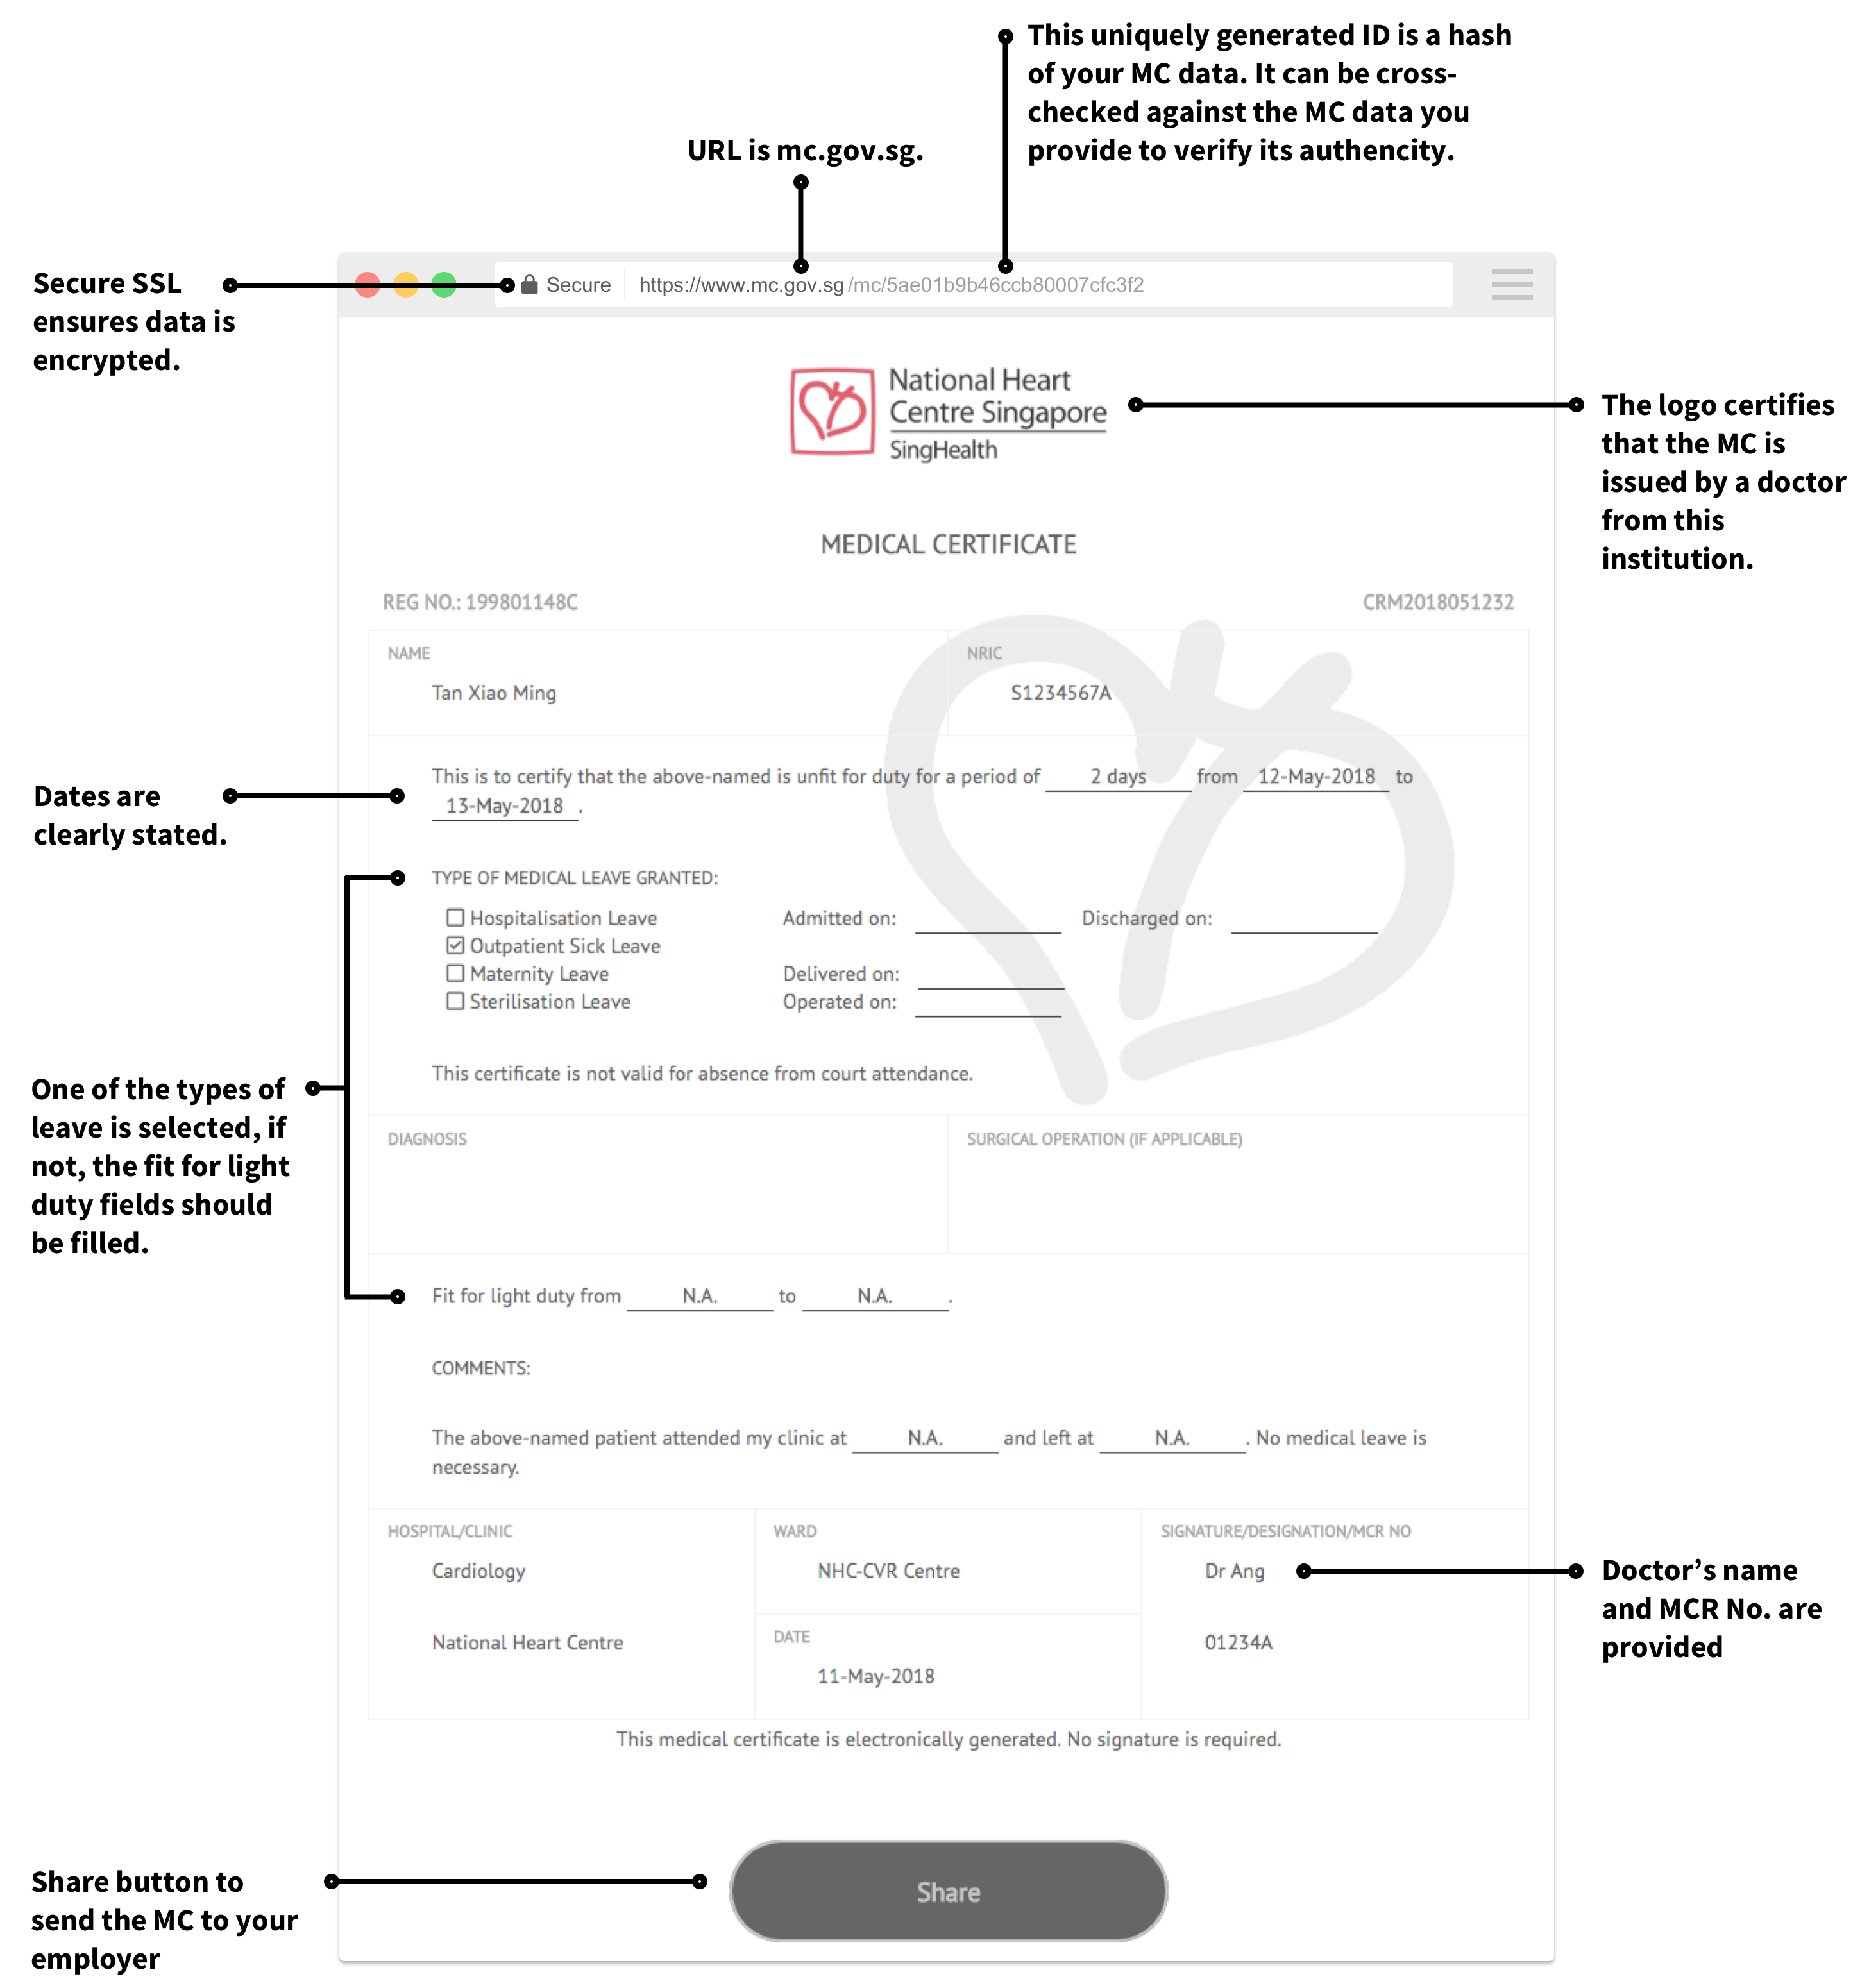 This uniquely generated ID is a hash
of your MC data. It can be cross-
checked against the MC data you
provide to verify its authencity.
URL is mc.gov.sg.
Secure SSL
ensures data is
encrypted.
Secure https://www.mc.gov.sg/mc/5ae01b9b46ccb80007cfc3f2
National Heart
Centre Singapore
SingHealth
The logo certifies
that the MC is
issued by a doctor
from this
institution.
MEDICAL CERTIFICATE
REG NO.: 199801148C CRM2018051232
NAME NRIC
Tan Xiao Ming S1234567A
This is to certify that the above-named is unfit for duty for a period of 2 days from 12-May-2018 to
13-May-2018 .
Dates are
clearly stated.
TYPE OF MEDICAL LEAVE GRANTED:
Hospitalisation Leave Admitted on: Discharged on:
Outpatient Sick Leave
Maternity Leave Delivered on:
Sterilisation Leave Operated on:
This certificate is not valid for absence from court attendance.
One of the types of
leave is selected, if
not, the fit for light
duty fields should
be filled.
DIAGNOSIS SURGICAL OPERATION (IF APPLICABLE)
Fit for light duty from N.A. to N.A. .
COMMENTS:
The above-named patient attended my clinic at N.A. and left at N.A. . No medical leave is
necessary.
HOSPITAL/CLINIC WARD SIGNATURE/DESIGNATION/MCR NO
Cardiology NHC-CVR Centre Dr Ang
National Heart Centre DATE 01234A
11-May-2018
Doctor’s name
and MCR No. are
provided
This medical certificate is electronically generated. No signature is required.
Share button to
send the MC to your
employer
Share